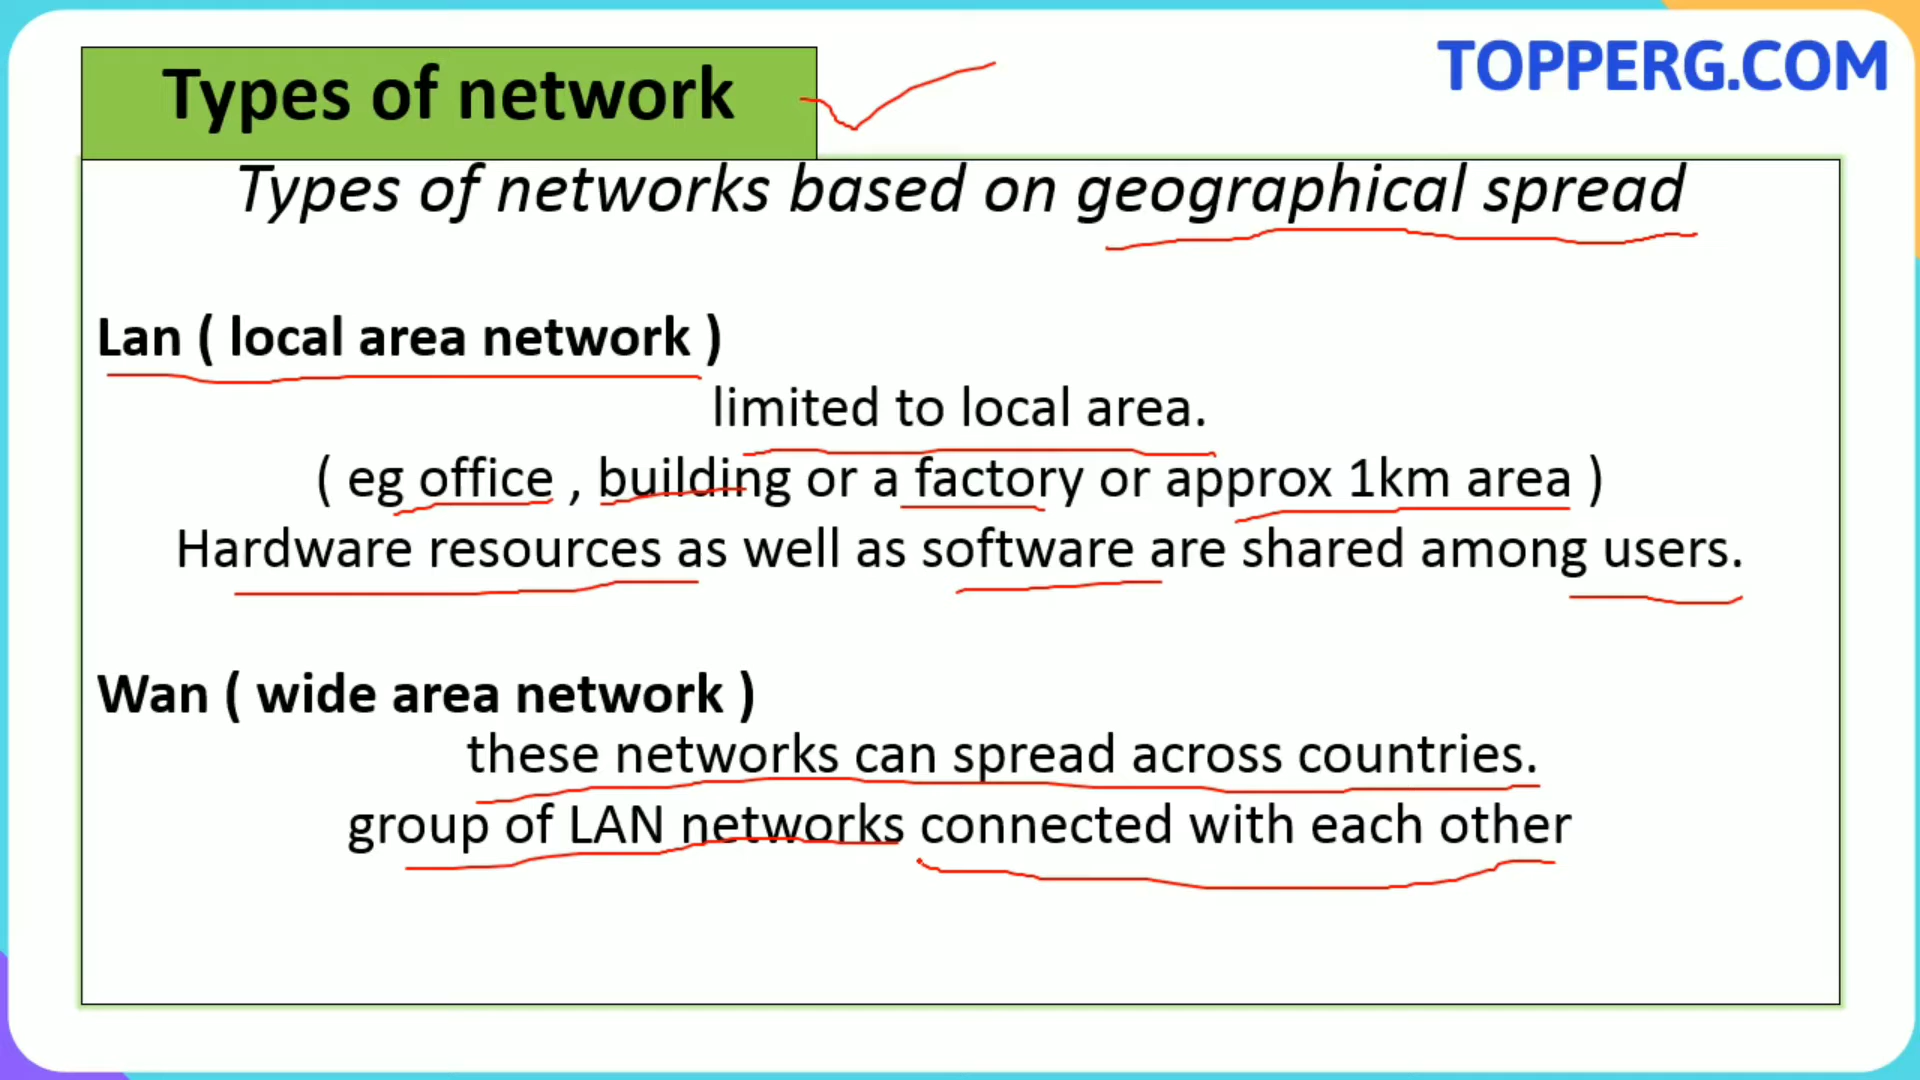 TOPPERG.COM
Types of network
Types of networks based on geographical spread
Lan ( local area network )
limited to local area.
( eg office , building or a factory or approx 1km area )
Hardware resources as well as software are shared among users.
Wan ( wide area network )
these networks can spread across countries.
group of LAN networks connected with each other